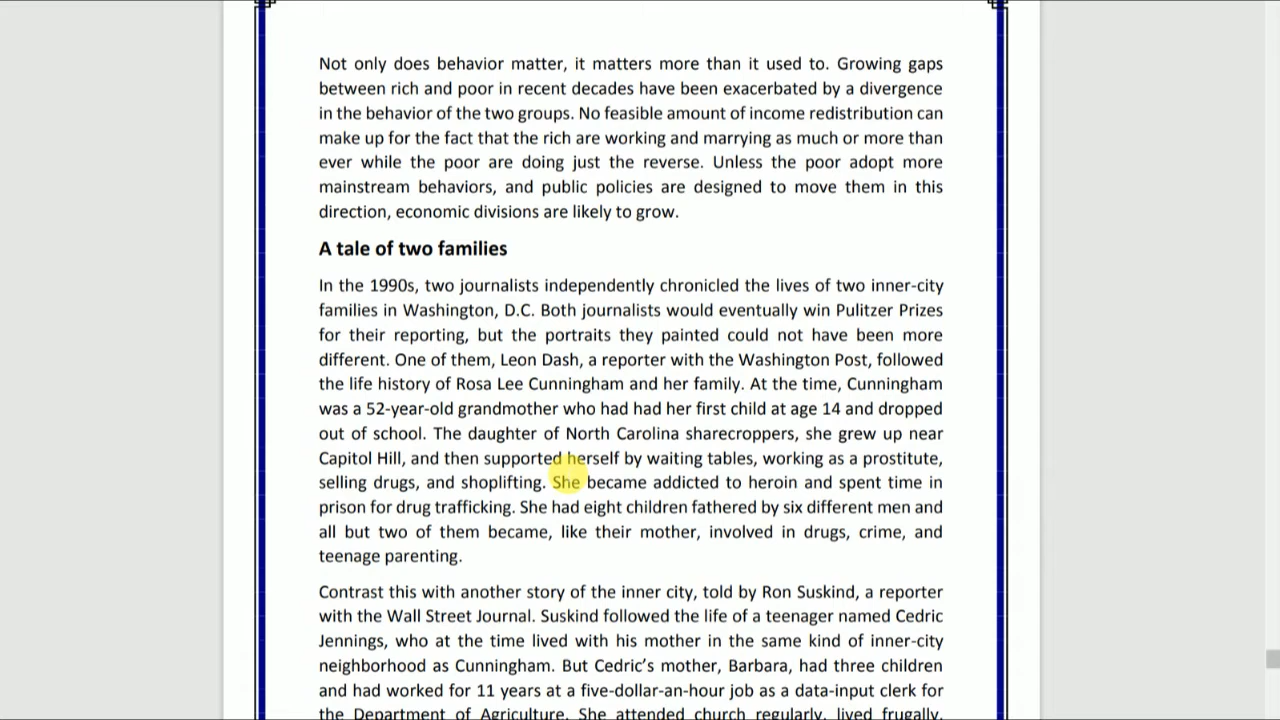 Not only does behavior matter, it matters more than it used to. Growing gaps
between rich and poor in recent decades have been exacerbated by a divergence
in the behavior of the two groups. No feasible amount of income redistribution can
make up for the fact that the rich are working and marrying as much or more than
ever while the poor are doing just the reverse. Unless the poor adopt more
mainstream behaviors, and public policies are designed to move them in this
direction, economic divisions are likely to grow.
A tale of two families
In the 1990s, two journalists independently chronicled the lives of two inner-city
families in Washington, D.C. Both journalists would eventually win Pulitzer Prizes
for their reporting, but the portraits they painted could not have been more
different. One of them, Leon Dash, a reporter with the Washington Post, followed
the life history of Rosa Lee Cunningham and her family. At the time, Cunningham
was a 52-year-old grandmother who had had her first child at age 14 and dropped
out of school. The daughter of North Carolina sharecroppers, she grew up near
Capitol Hill, and then supported herself by waiting tables, working as a prostitute,
selling drugs, and shoplifting. She became addicted to heroin and spent time in
prison for drug trafficking. She had eight children fathered by six different men and
all but two of them became, like their mother, involved in drugs, crime, and
teenage parenting.
Contrast this with another story of the inner city, told by Ron Suskind, a reporter
with the Wall Street Journal. Suskind followed the life of a teenager named Cedric
Jennings, who at the time lived with his mother in the same kind of inner-city
neighborhood as Cunningham. But Cedric's mother, Barbara, had three children
and had worked for 11 years at a five-dollar-an-hour job as a data-input clerk for
the Department of Agriculture. She attended church regularly, lived frugally,